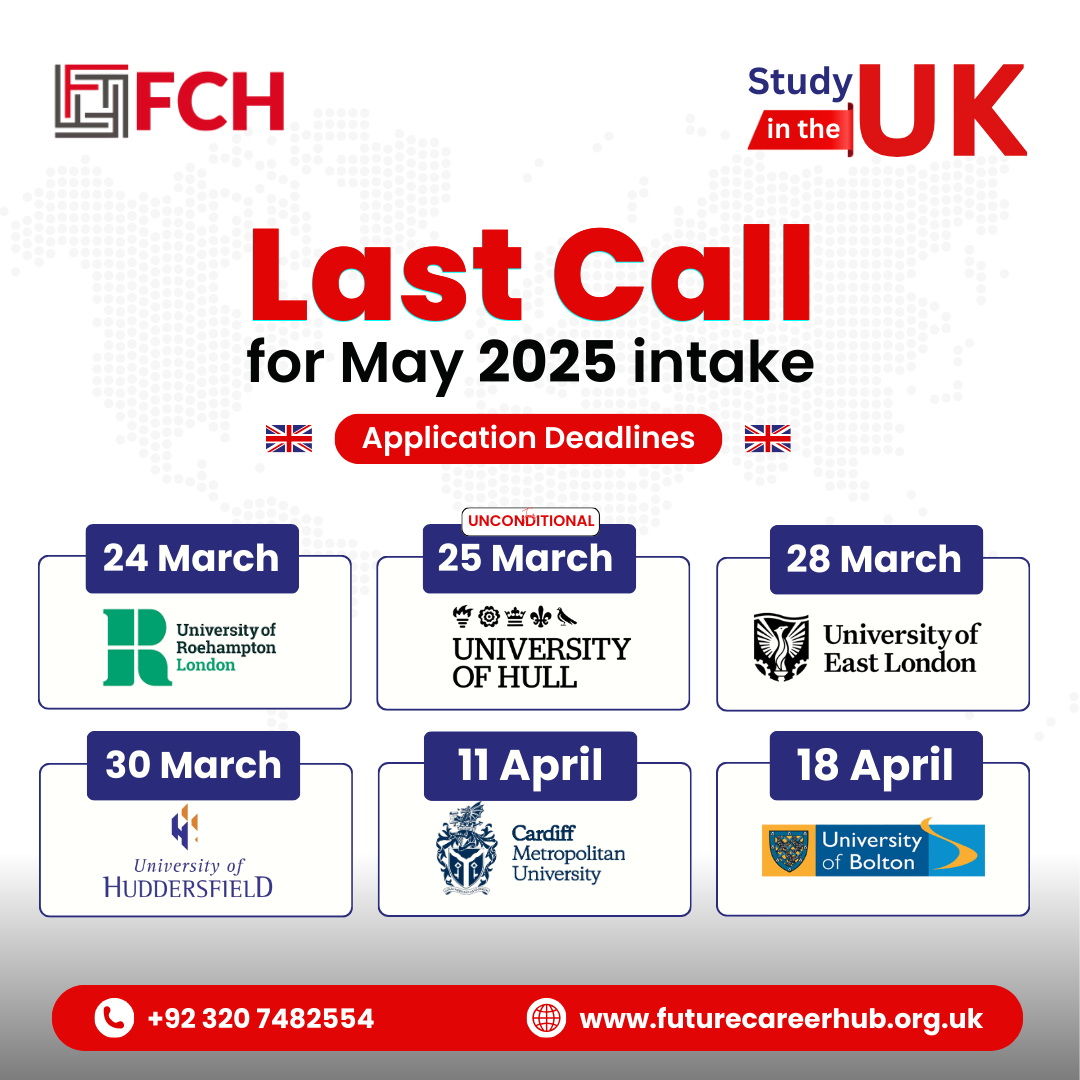 FCH
Study
in the
UK
Last Call
for May 2025 intake
Application Deadlines
24 March
University of
Roehampton
London
UNCONDITIONAL
25 March
UNIVERSITY
OF HULL
28 March
University of
East London
30 March
University of
HUDDERSFIELD
11 April
Cardiff
Metropolitan
University
18 April
University
of Bolton
+92 320 7482554
www.futurecareerhub.org.uk